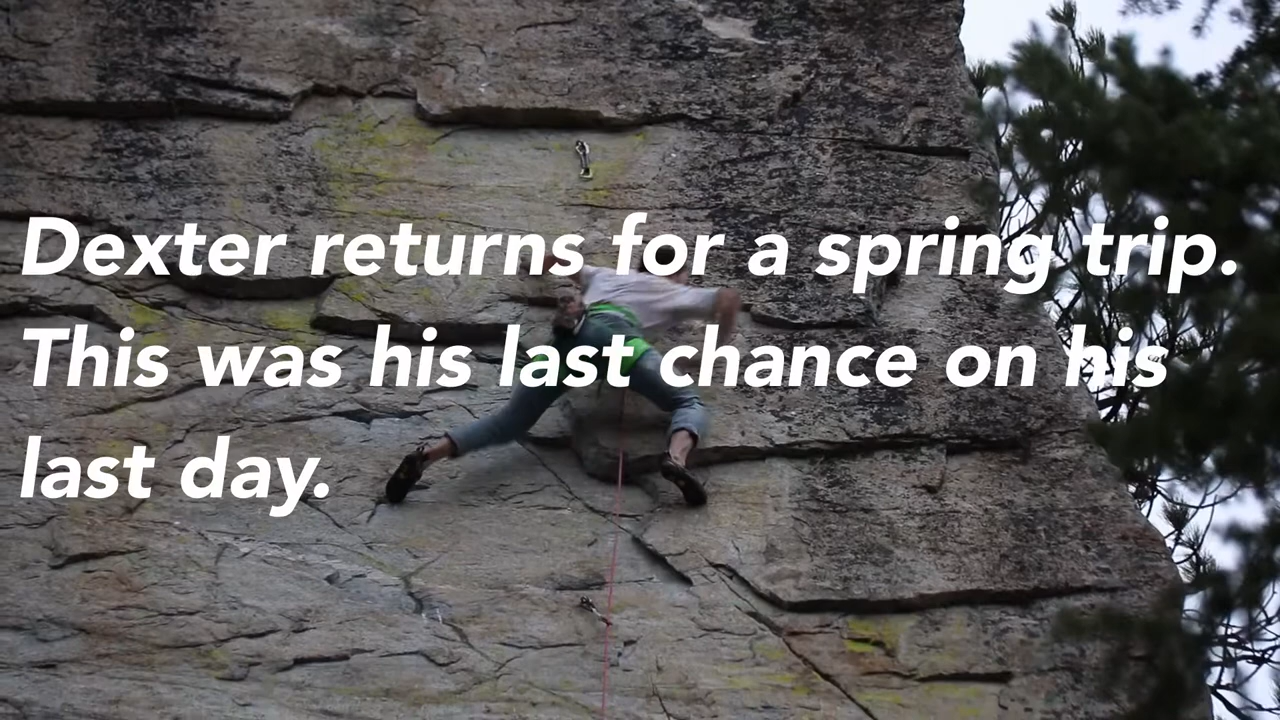 Dexter returns for a spring trip.
This was his last chance on his
last day.